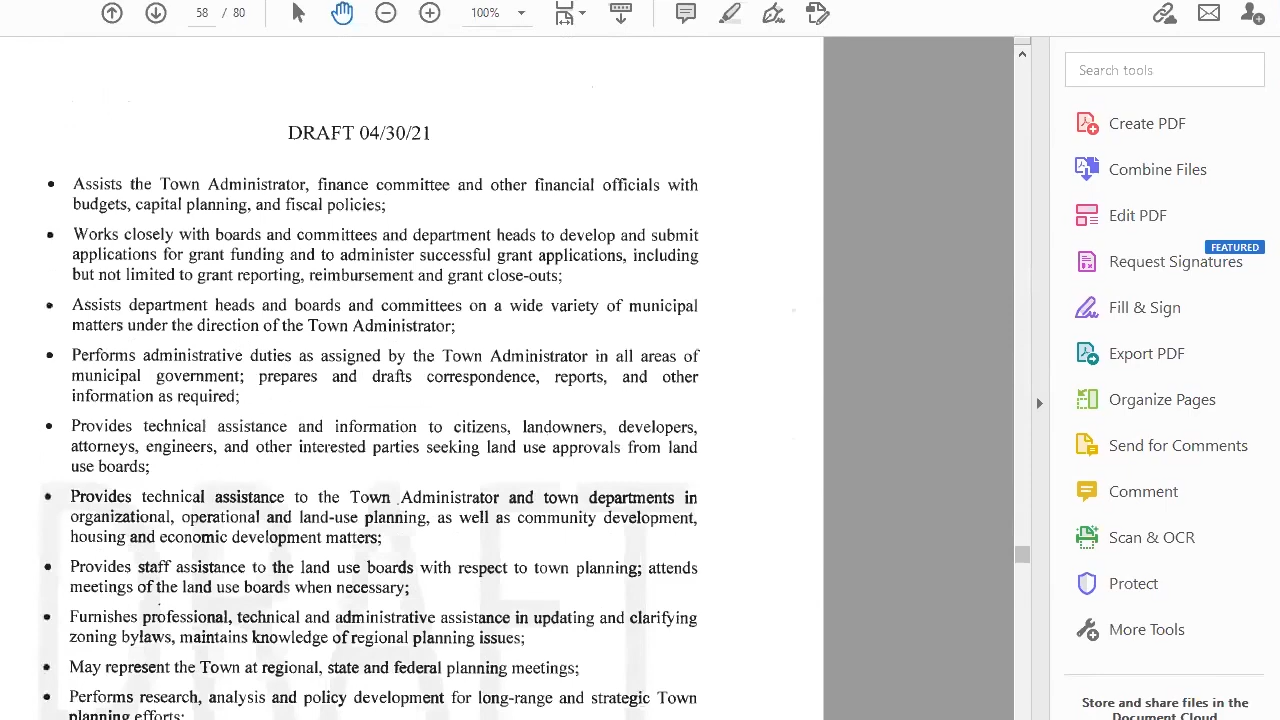 58 / 80
100%
Search tools
DRAFT 04/30/21
• Assists the Town Administrator, finance committee and other financial officials with
budgets, capital planning, and fiscal policies;
• Works closely with boards and committees and department heads to develop and submit
applications for grant funding and to administer successful grant applications, including
but not limited to grant reporting, reimbursement and grant close-outs;
• Assists department heads and boards and committees on a wide variety of municipal
matters under the direction of the Town Administrator;
• Performs administrative duties as assigned by the Town Administrator in all areas of
municipal government; prepares and drafts correspondence, reports, and other
information as required;
• Provides technical assistance and information to citizens, landowners, developers,
attorneys, engineers, and other interested parties seeking land use approvals from land
use boards;
• Provides technical assistance to the Town Administrator and town departments in
organizational, operational and land-use planning, as well as community development,
housing and economic development matters;
• Provides staff assistance to the land use boards with respect to town planning; attends
meetings of the land use boards when necessary;
• Furnishes professional, technical and administrative assistance in updating and clarifying
zoning bylaws, maintains knowledge of regional planning issues;
• May represent the Town at regional, state and federal planning meetings;
• Performs research, analysis and policy development for long-range and strategic Town
planning efforts;
DRAFT
Create PDF
Combine Files
Edit PDF
FEATURED
Request Signatures
Fill & Sign
Export PDF
Organize Pages
Send for Comments
Comment
Scan & OCR
Protect
More Tools
Store and share files in the
Document Cloud